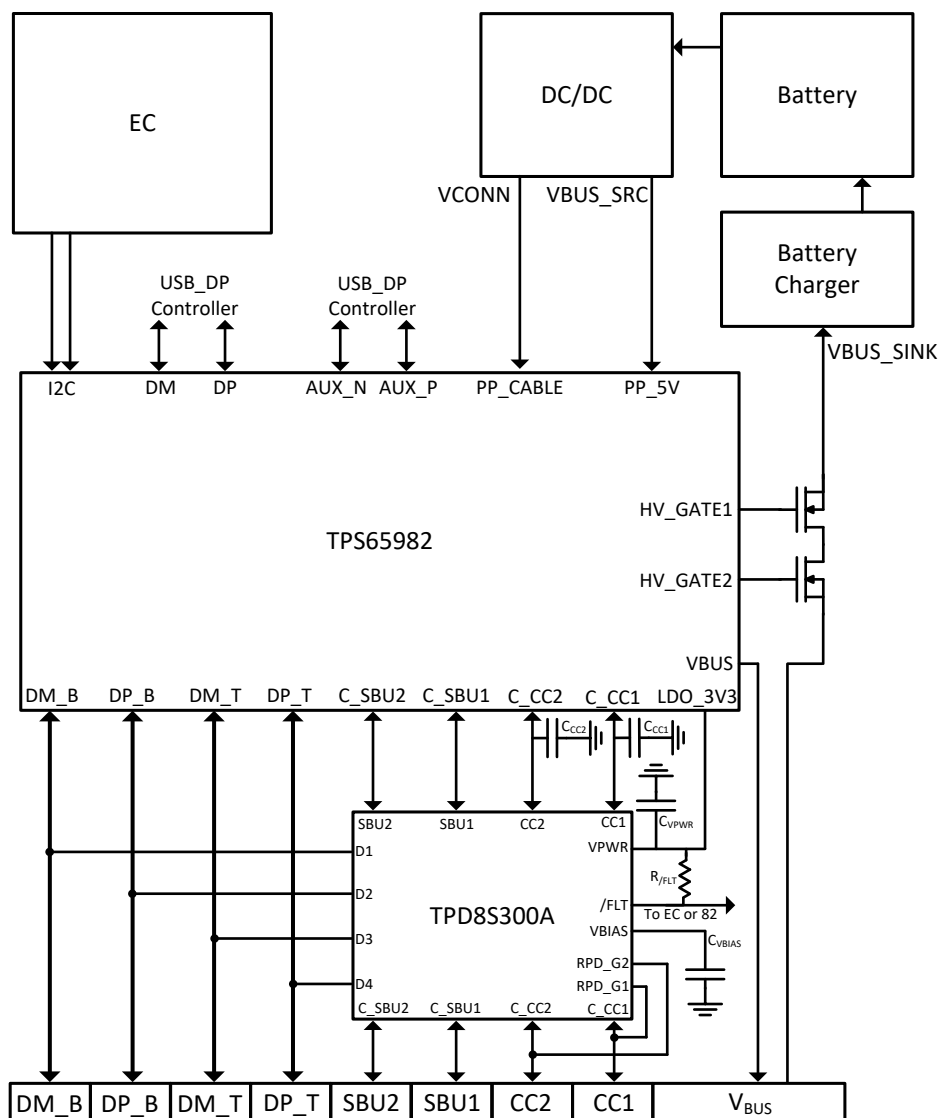 EC
DC/DC
Battery
VCONN
VBUS_SRC
Battery
Charger
USB_DP
Controller
USB_DP
Controller
VBUS_SINK
I2C
DM
DP
AUX_N
AUX_P
PP_CABLE
PP_5V
HV_GATE1
TPS65982
HV_GATE2
VBUS
DM_B
DP_B
DM_T
DP_T
C_SBU2
C_SBU1
C_CC2
C_CC1
LDO_3V3
CCC2
CCC1
CVPWR
SBU2
SBU1
CC2
CC1
VPWR
D1
R/FLT
D2
/FLT
To EC or 82
TPD8S300A
VBIAS
CVBIAS
D3
RPD_G2
D4
RPD_G1
C_SBU2
C_SBU1
C_CC2
C_CC1
DM_B
DP_B
DM_T
DP_T
SBU2
SBU1
CC2
CC1
VBUS